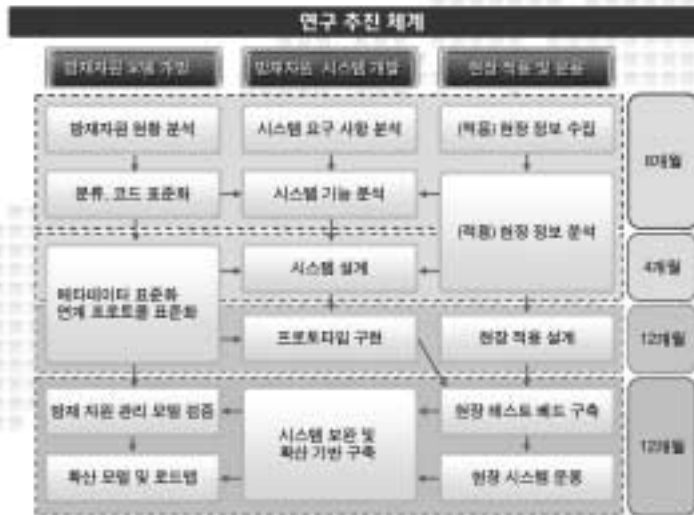 연구 추진 체계
방재자원 모델 개발
방재자원 시스템 개발
현장 적용 및 운용
방재자원 현황 분석
시스템 요구 사항 분석
(적용) 현장 정보 수집
8개월
분류, 코드 표준화
시스템 기능 분석
(적용) 현장 정보 분석
시스템 설계
4개월
메타데이터 표준화
연계 프로토콜 표준화
프로토타입 구현
현장 적용 설계
12개월
방재 자원 관리 모델 검증
시스템 보완 및
확산 기반 구축
현장 테스트 베드 구축
12개월
확산 모델 및 로드맵
현장 시스템 운용